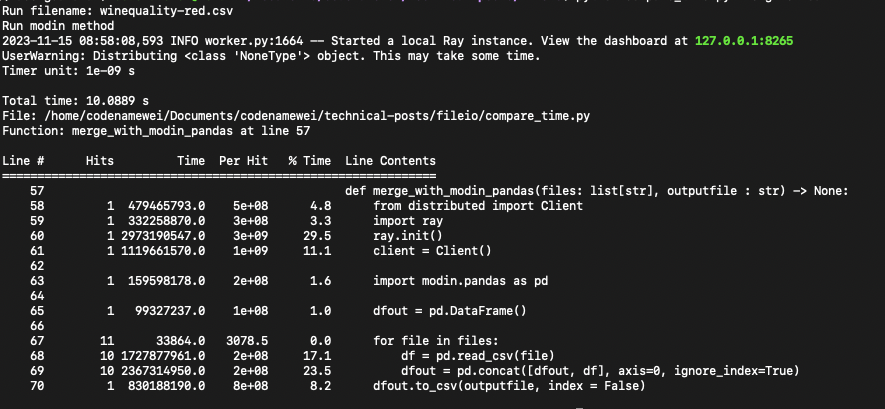 Run filename: winequality-red.csv
Run modin method
2023-11-15 08:58:08,593 INFO worker.py:1664 -- Started a local Ray instance. View the dashboard at 127.0.0.1:8265
UserWarning: Distributing <class 'NoneType'> object. This may take some time.
Timer unit: 1e-09 s

Total time: 10.0889 s
File: /home/codenamewei/Documents/codenamewei/technical-posts/fileio/compare_time.py
Function: merge_with_modin_pandas at line 57

Line #      Hits         Time  Per Hit   % Time  Line Contents
==============================================================
    57                                           def merge_with_modin_pandas(files: list[str], outputfile : str) -> None:
    58         1  479465793.0    5e+08      4.8      from distributed import Client
    59         1  332258870.0    3e+08      3.3      import ray
    60         1 2973190547.0    3e+09     29.5      ray.init()
    61         1 1119661570.0    1e+09     11.1      client = Client()
    62
    63         1  159598178.0    2e+08      1.6      import modin.pandas as pd
    64
    65         1   99327237.0    1e+08      1.0      dfout = pd.DataFrame()
    66
    67        11      33864.0   3078.5      0.0      for file in files:
    68        10 1727877961.0    2e+08     17.1          df = pd.read_csv(file)
    69        10 2367314950.0    2e+08     23.5          dfout = pd.concat([dfout, df], axis=0, ignore_index=True)
    70         1  830188190.0    8e+08      8.2      dfout.to_csv(outputfile, index = False)